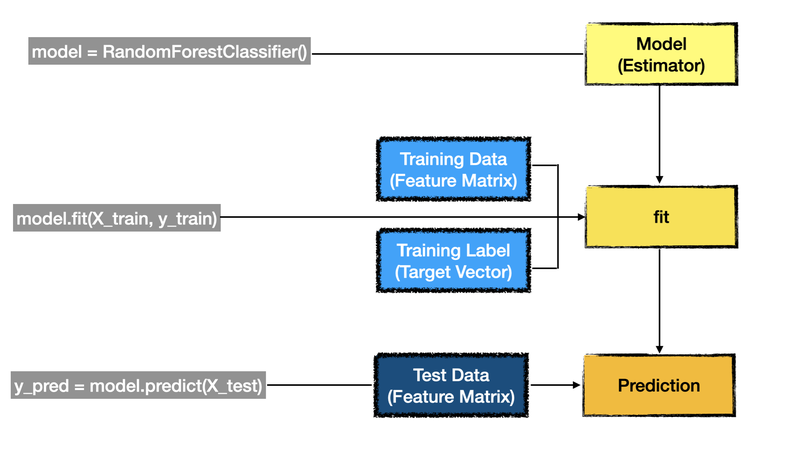 model = RandomForestClassifier()
Model
(Estimator)
Training Data
(Feature Matrix)
model.fit(X_train, y_train)
fit
Training Label
(Target Vector)
y_pred = model.predict(X_test)
Test Data
(Feature Matrix)
Prediction